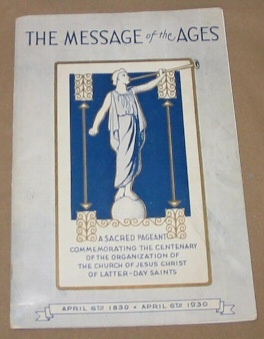 THE MESSAGE of the AGES
A SACRED PAGEANT
COMMEMORATING THE CENTENARY
OF THE ORGANIZATION OF
THE CHURCH OF JESUS CHRIST
OF LATTER-DAY SAINTS
APRIL 6TH 1830 • APRIL 6TH 1930